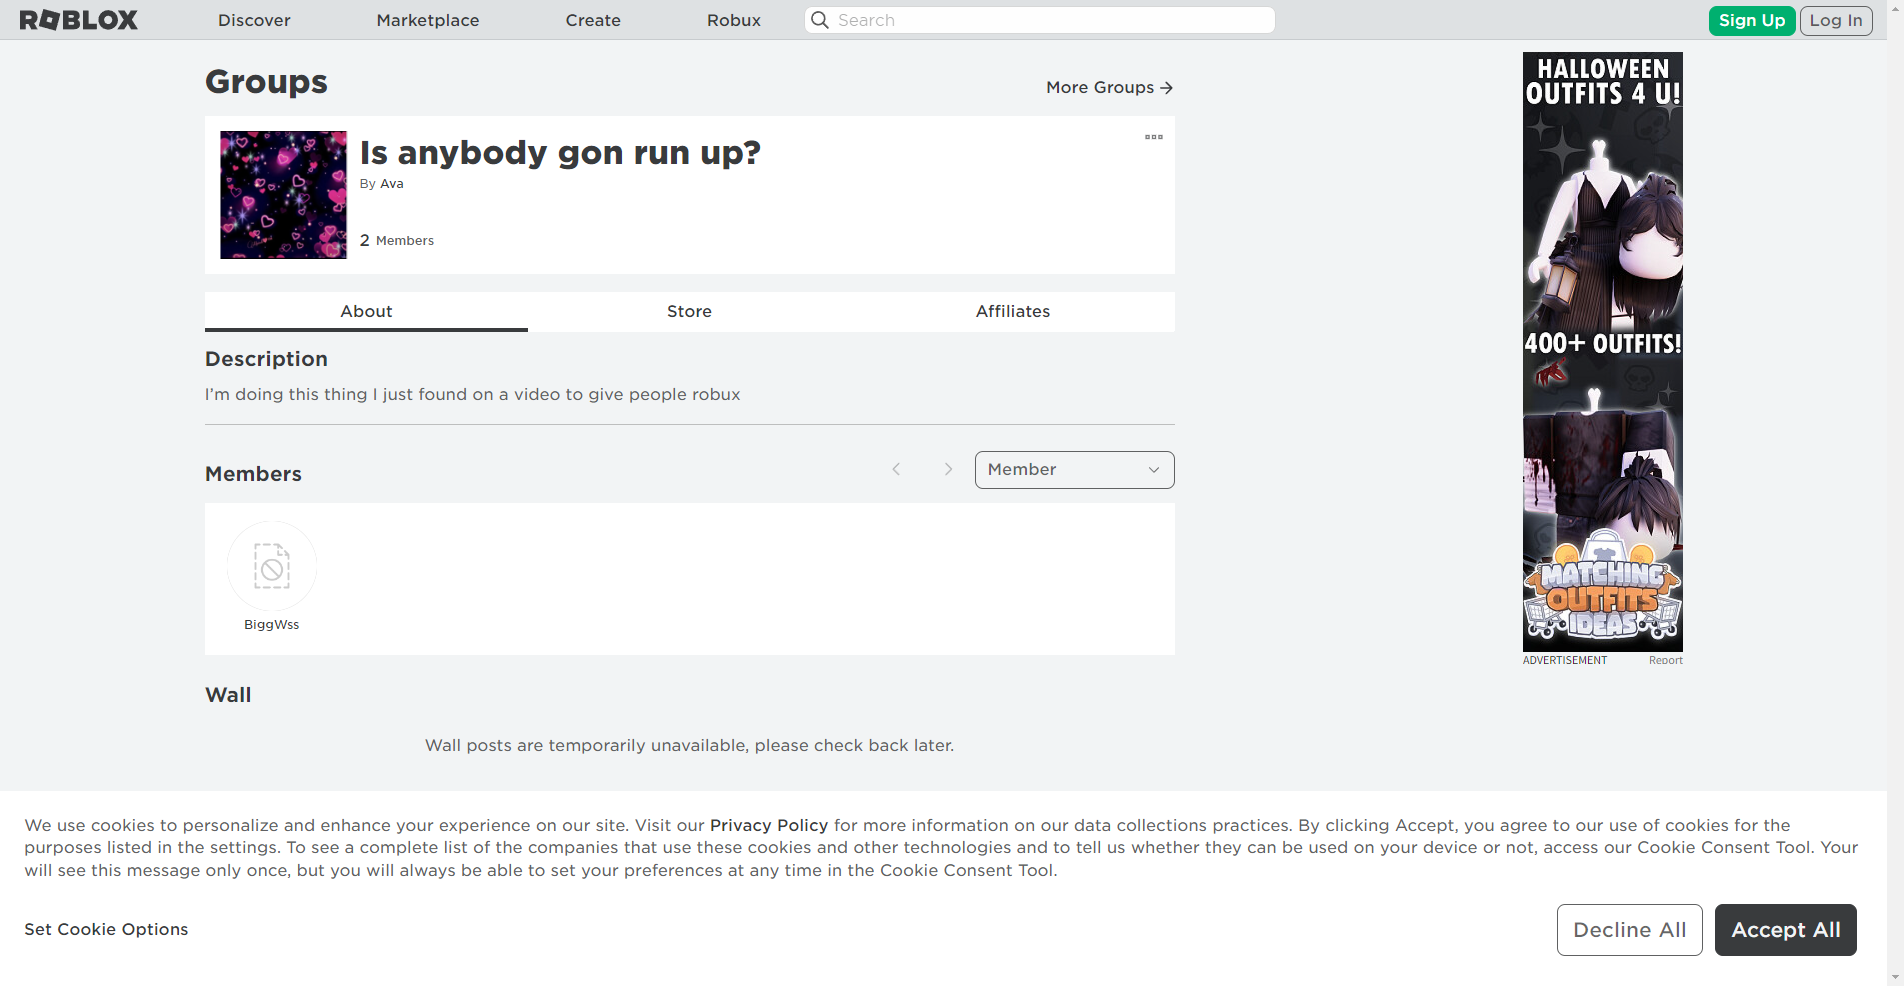 ROBLOX
Discover
Marketplace
Create
Robux
Search
Sign Up
Log In
Groups
More Groups
Is anybody gon run up?
By Ava
2 Members
About
Store
Affiliates
Description
I'm doing this thing I just found on a video to give people robux
Members
Member
BiggWss
Wall
Wall posts are temporarily unavailable, please check back later.
HALLOWEEN
OUTFITS 4 U!
400+ OUTFITS!
MATCHING
OUTFITS
IDEAS
ADVERTISEMENT
Report
We use cookies to personalize and enhance your experience on our site. Visit our Privacy Policy for more information on our data collections practices. By clicking Accept, you agree to our use of cookies for the
purposes listed in the settings. To see a complete list of the companies that use these cookies and other technologies and to tell us whether they can be used on your device or not, access our Cookie Consent Tool. Your
will see this message only once, but you will always be able to set your preferences at any time in the Cookie Consent Tool.
Set Cookie Options
Decline All
Accept All